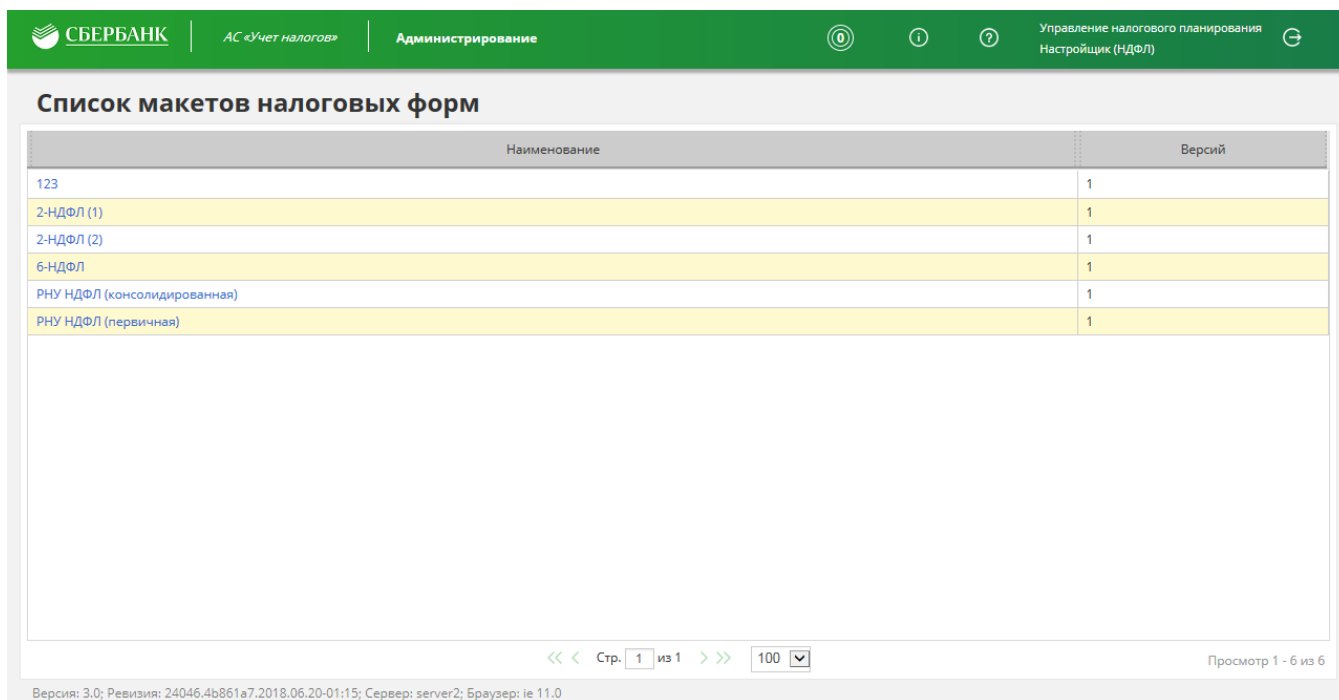 СБЕРБАНК АС «Учет налогов» Администрирование 0 i ? Управление налогового планирования
Настройщик (НДФЛ)
Список макетов налоговых форм
Наименование Версий
123 1
2-НДФЛ (1) 1
2-НДФЛ (2) 1
6-НДФЛ 1
РНУ НДФЛ (консолидированная) 1
РНУ НДФЛ (первичная) 1
<< < Стр. 1 из 1 > >> 100 Просмотр 1 - 6 из 6
Версия: 3.0; Ревизия: 24046.4b861a7.2018.06.20-01:15; Сервер: server2; Браузер: ie 11.0